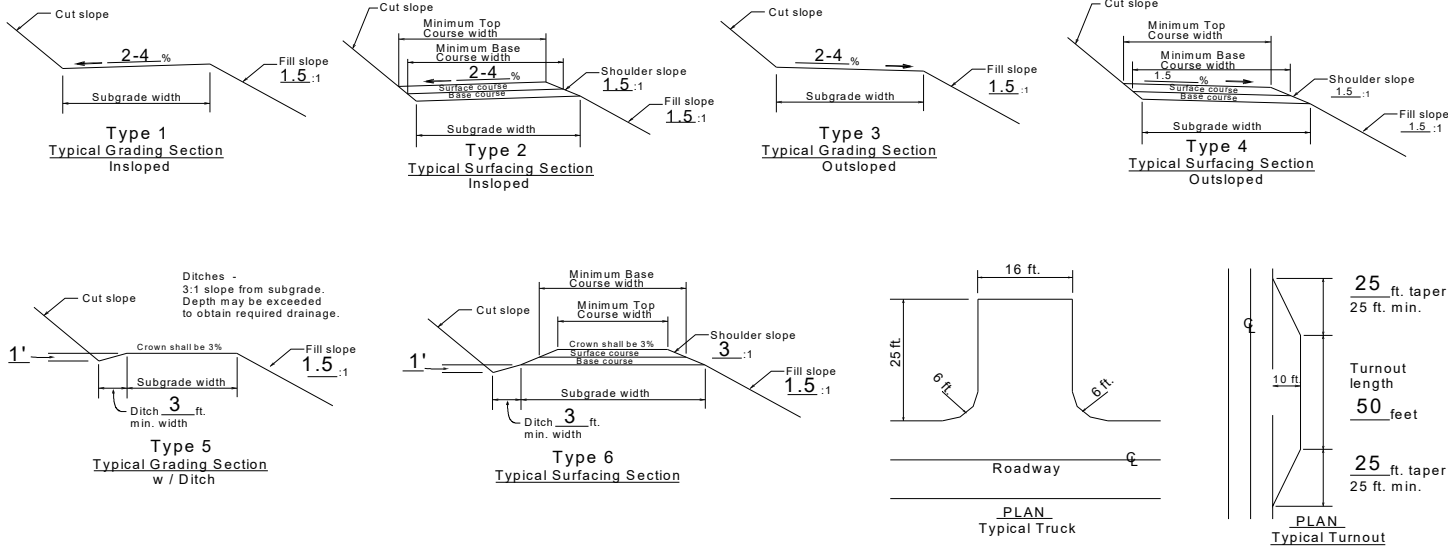 Cut slope
2-4 %
Fill slope
1.5 :1
Subgrade width
Type 1
Typical Grading Section
Insloped
Cut slope
Minimum Top
Course width
Minimum Base
Course width
2-4 %
Surface course
Base course
Shoulder slope
1.5 :1
Fill slope
1.5 :1
Subgrade width
Type 2
Typical Surfacing Section
Insloped
Cut slope
2-4 %
Fill slope
1.5 :1
Subgrade width
Type 3
Typical Grading Section
Outsloped
Cut slope
Minimum Top
Course width
Minimum Base
Course width
1.5 %
Surface course
Base course
Shoulder slope
1.5 :1
Fill slope
1.5 :1
Subgrade width
Type 4
Typical Surfacing Section
Outsloped
Ditches -
3:1 slope from subgrade.
Depth may be exceeded
to obtain required drainage.
Cut slope
1'
Crown shall be 3%
Fill slope
1.5 :1
Subgrade width
Ditch 3 ft.
min. width
Type 5
Typical Grading Section
w / Ditch
Minimum Base
Course width
Cut slope
Minimum Top
Course width
Crown shall be 3%
Surface course
Base course
Shoulder slope
3 :1
1'
Fill slope
1.5 :1
Subgrade width
Ditch 3 ft.
min. width
Type 6
Typical Surfacing Section
16 ft.
25 ft.
6 ft.
6 ft.
Roadway
CL
PLAN
Typical Truck
CL
25 ft. taper
25 ft. min.
10 ft.
Turnout
length
50 feet
25 ft. taper
25 ft. min.
PLAN
Typical Turnout